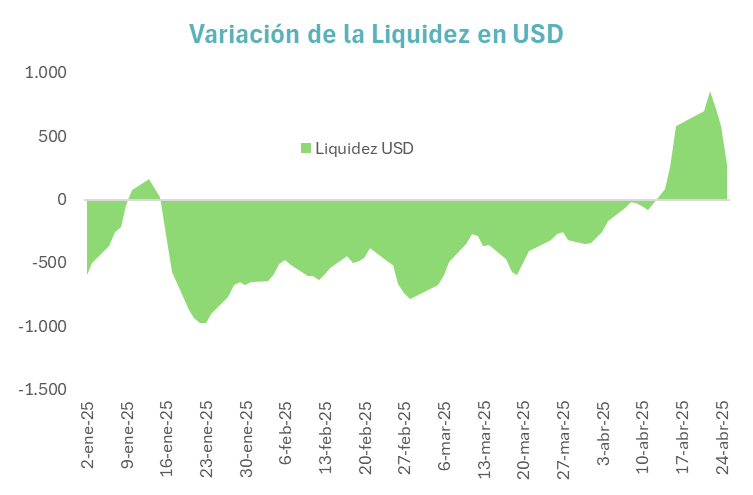 Variación de la Liquidez en USD
1.000
500
0
-500
-1.000
-1.500
Liquidez USD
2-ene-25
9-ene-25
16-ene-25
23-ene-25
30-ene-25
6-feb-25
13-feb-25
20-feb-25
27-feb-25
6-mar-25
13-mar-25
20-mar-25
27-mar-25
3-abr-25
10-abr-25
17-abr-25
24-abr-25